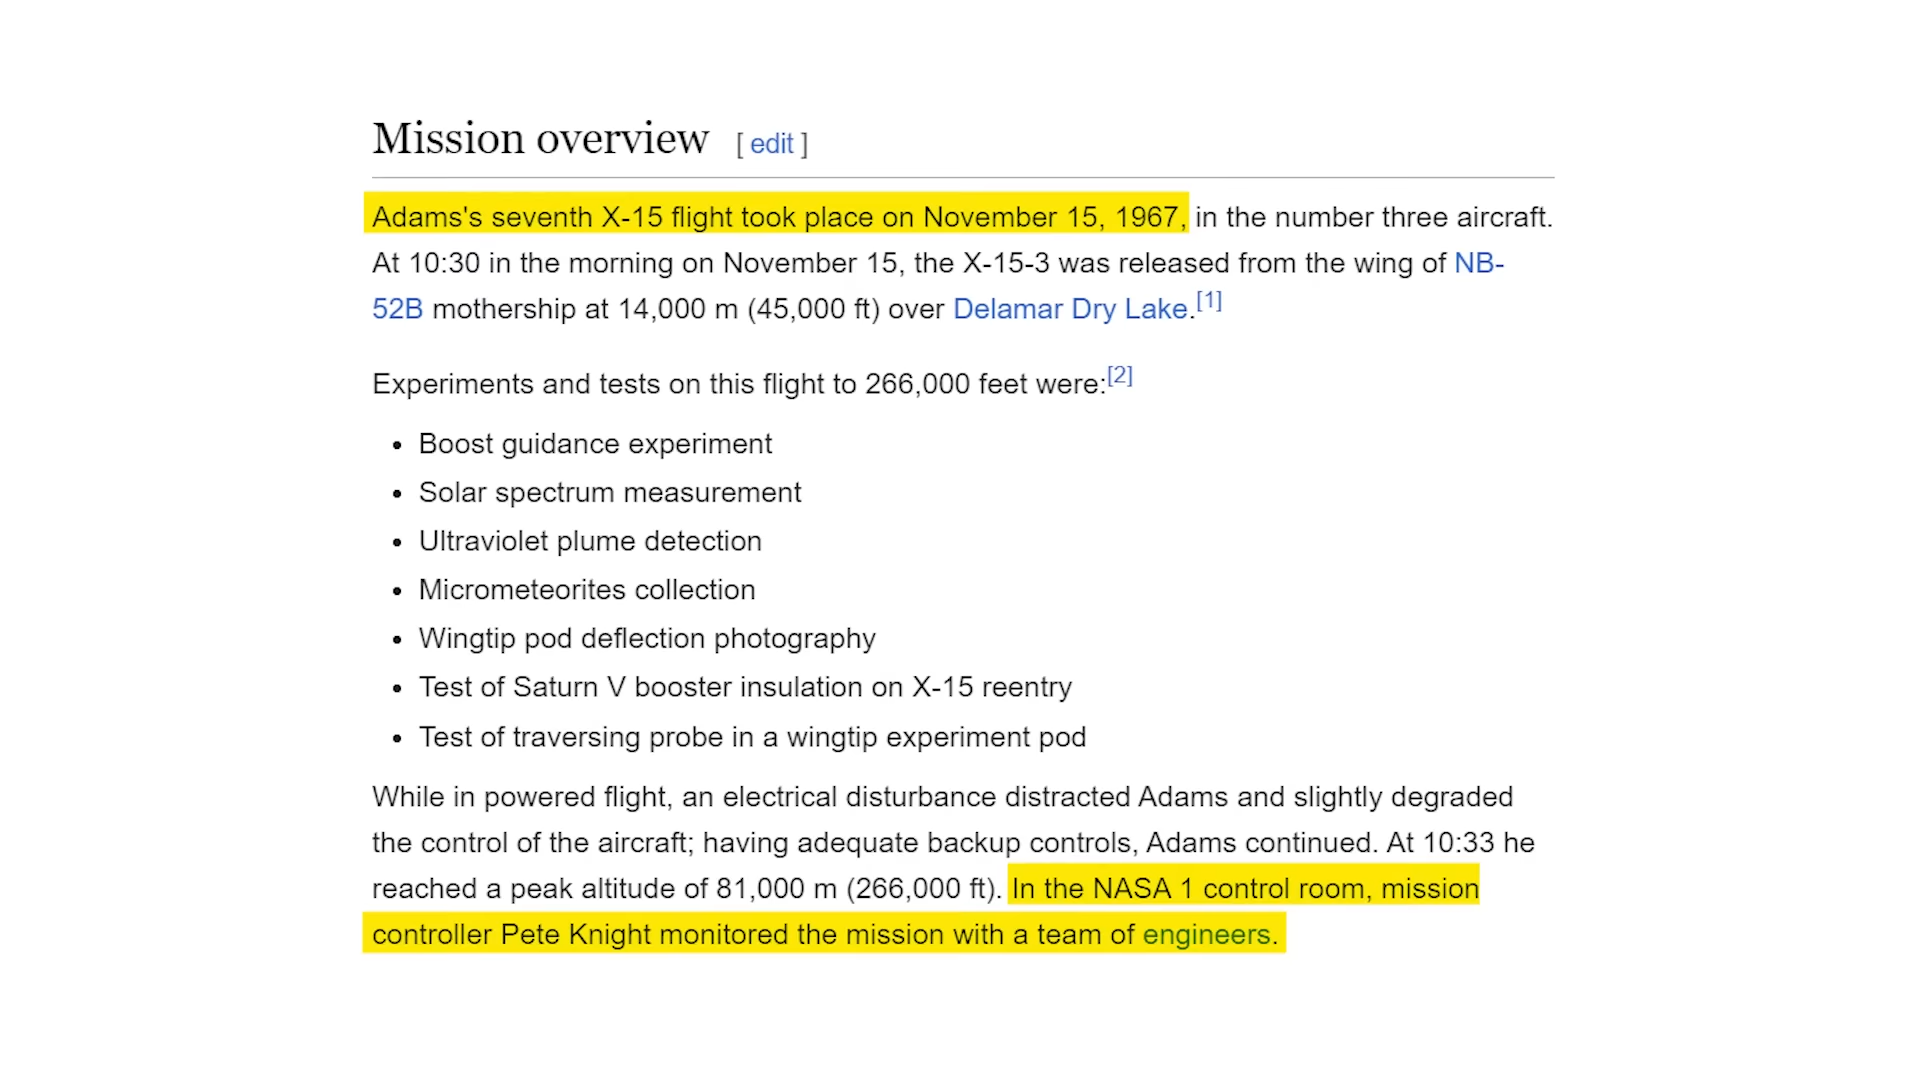 Mission overview [ edit ]
Adams's seventh X-15 flight took place on November 15, 1967, in the number three aircraft.
At 10:30 in the morning on November 15, the X-15-3 was released from the wing of NB-
52B mothership at 14,000 m (45,000 ft) over Delamar Dry Lake.[1]
Experiments and tests on this flight to 266,000 feet were:[2]
• Boost guidance experiment
• Solar spectrum measurement
• Ultraviolet plume detection
• Micrometeorites collection
• Wingtip pod deflection photography
• Test of Saturn V booster insulation on X-15 reentry
• Test of traversing probe in a wingtip experiment pod
While in powered flight, an electrical disturbance distracted Adams and slightly degraded
the control of the aircraft; having adequate backup controls, Adams continued. At 10:33 he
reached a peak altitude of 81,000 m (266,000 ft). In the NASA 1 control room, mission
controller Pete Knight monitored the mission with a team of engineers.